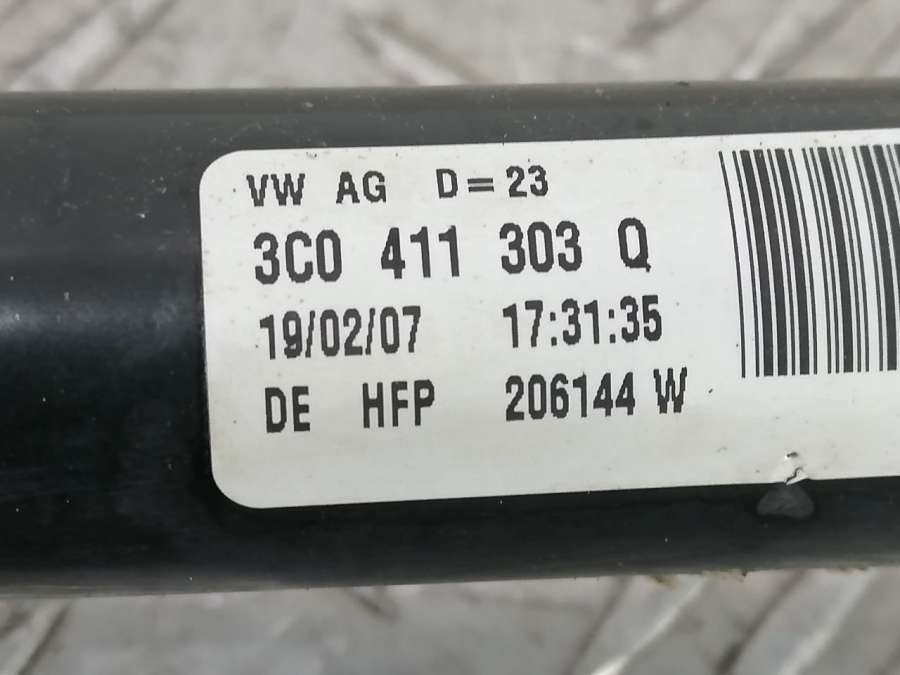 VW AG D=23
3C0 411 303 Q
19/02/07 17:31:35
DE HFP 206144 W